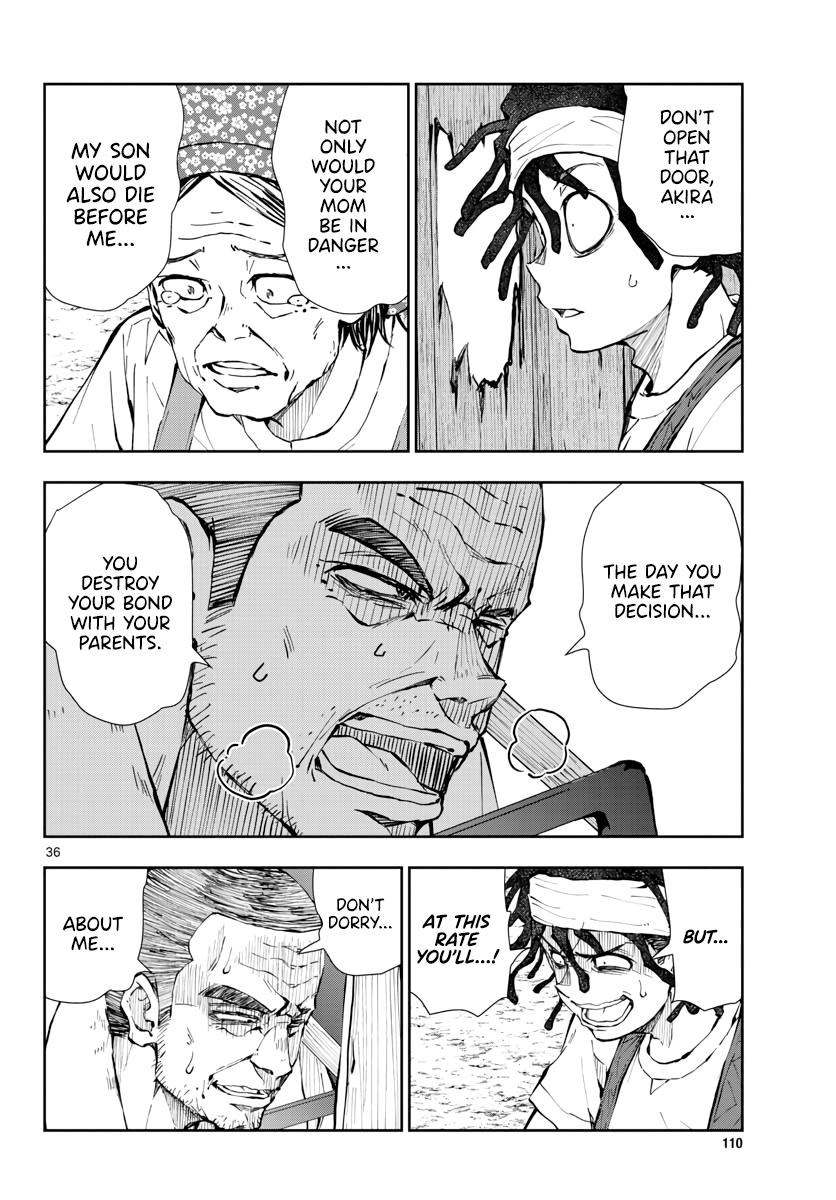 DON'T
OPEN
THAT
DOOR,
AKIRA
...
NOT
ONLY
WOULD
YOUR
MOM
BE IN
DANGER
...
MY SON
WOULD
ALSO DIE
BEFORE
ME...
THE DAY YOU
MAKE THAT
DECISION...
YOU
DESTROY
YOUR BOND
WITH YOUR
PARENTS.
36
BUT...
AT THIS
RATE
YOU'LL...!
DON'T
DORRY...
ABOUT
ME...
110